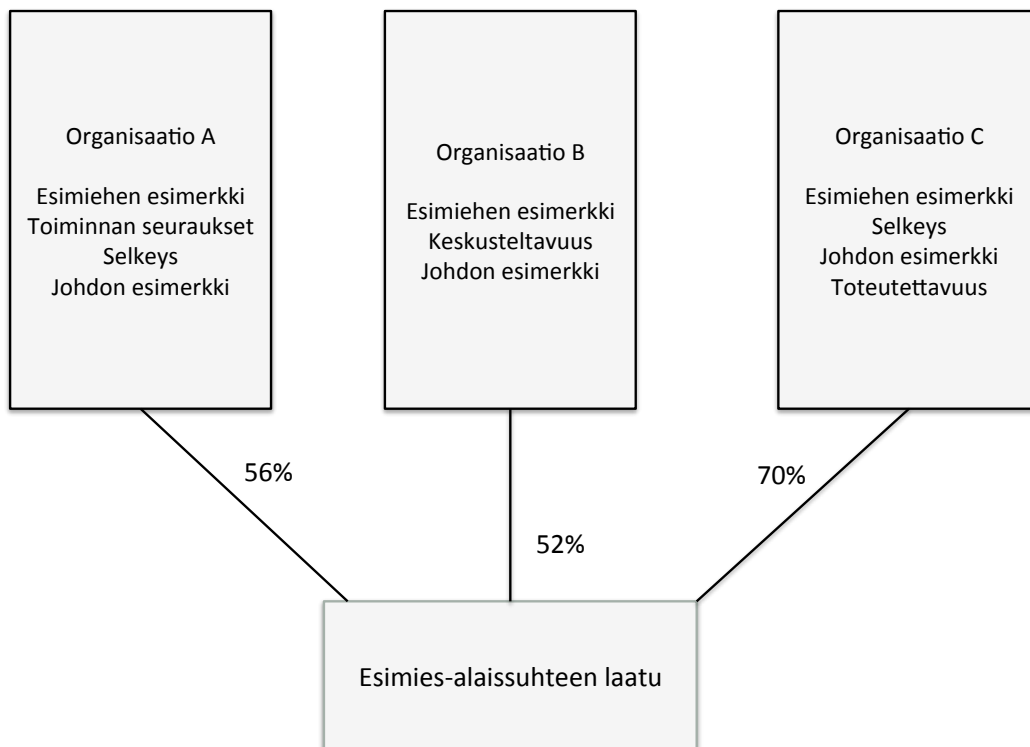 Organisaatio A
Esimiehen esimerkki
Toiminnan seuraukset
Selkeys
Johdon esimerkki
Organisaatio B
Esimiehen esimerkki
Keskusteltavuus
Johdon esimerkki
Organisaatio C
Esimiehen esimerkki
Selkeys
Johdon esimerkki
Toteutettavuus
56%
52%
70%
Esimies-alaissuhteen laatu